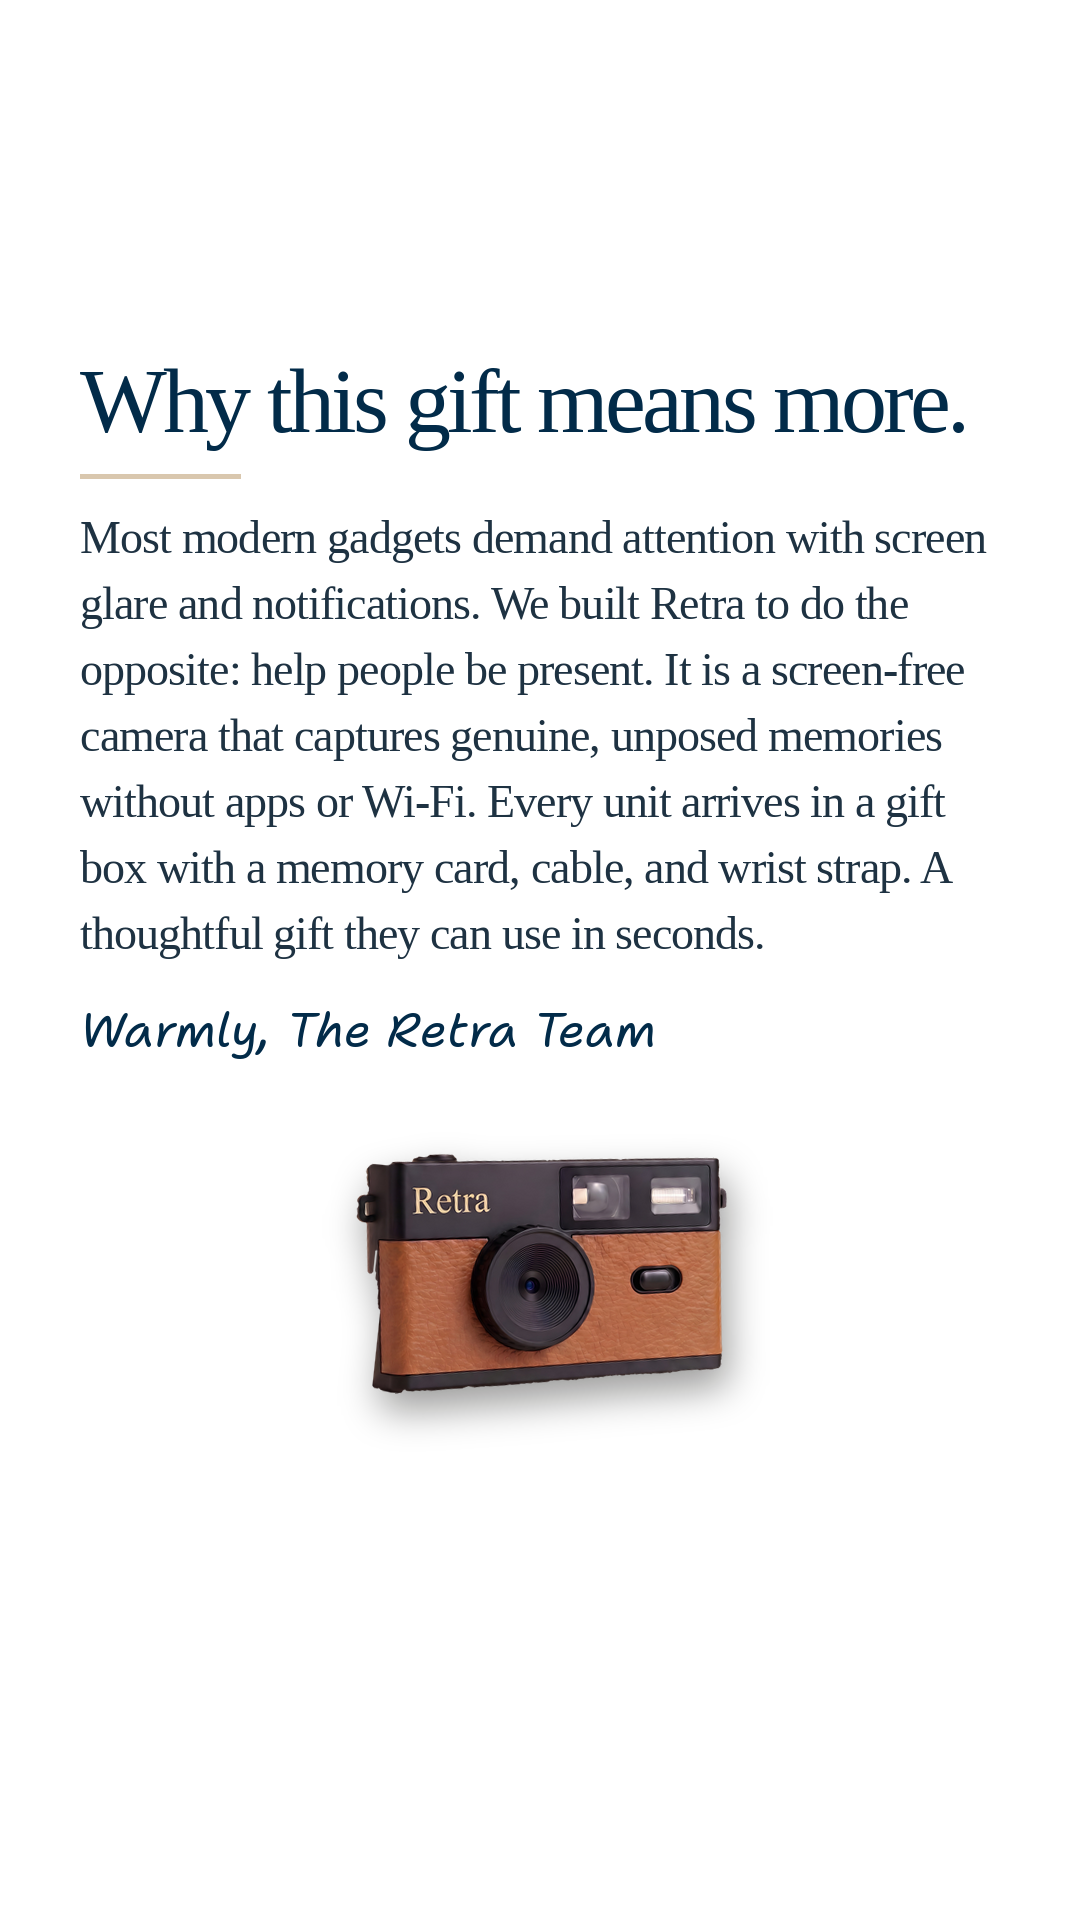 Why this gift means more.
Most modern gadgets demand attention with screen
glare and notifications. We built Retra to do the
opposite: help people be present. It is a screen-free
camera that captures genuine, unposed memories
without apps or Wi-Fi. Every unit arrives in a gift
box with a memory card, cable, and wrist strap. A
thoughtful gift they can use in seconds.
Warmly, The Retra Team
Retra